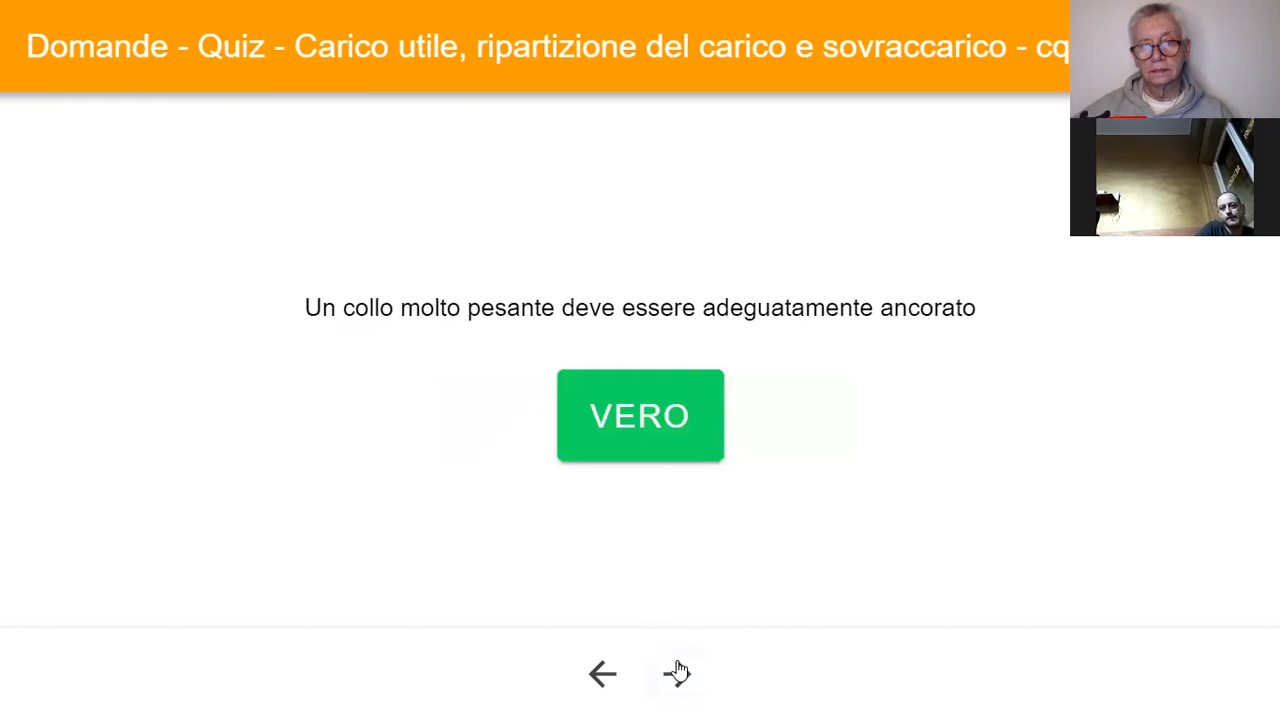 Domande - Quiz - Carico utile, ripartizione del carico e sovraccarico - cq
Un collo molto pesante deve essere adeguatamente ancorato
VERO